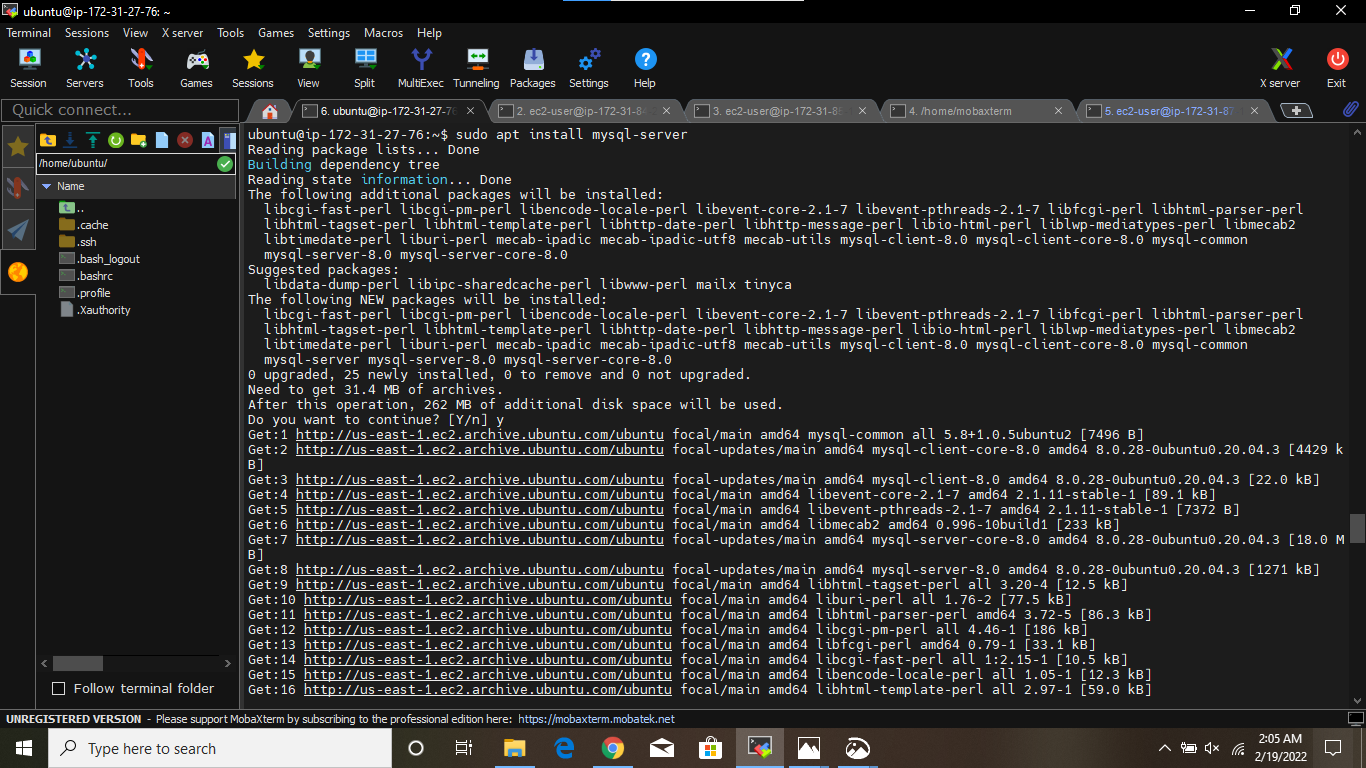 ubuntu@ip-172-31-27-76: ~
Terminal Sessions View X server Tools Games Settings Macros Help
Session Servers Tools Games Sessions View Split MultiExec Tunneling Packages Settings Help X server Exit
Quick connect...
6. ubuntu@ip-172-31-27-76 2. ec2-user@ip-172-31-8 3. ec2-user@ip-172-31-8 4. /home/mobaxterm 5. ec2-user@ip-172-31-8
/home/ubuntu/
Name
..
.cache
.ssh
.bash_logout
.bashrc
.profile
.Xauthority
Follow terminal folder
ubuntu@ip-172-31-27-76:~$ sudo apt install mysql-server
Reading package lists... Done
Building dependency tree
Reading state information... Done
The following additional packages will be installed:
libcgi-fast-perl libcgi-pm-perl libencode-locale-perl libevent-core-2.1-7 libevent-pthreads-2.1-7 libfcgi-perl libhtml-parser-perl
libhtml-tagset-perl libhtml-template-perl libhttp-date-perl libhttp-message-perl libio-html-perl liblwp-mediatypes-perl libmecab2
libtimedate-perl liburi-perl mecab-ipadic mecab-ipadic-utf8 mecab-utils mysql-client-8.0 mysql-client-core-8.0 mysql-common
mysql-server-8.0 mysql-server-core-8.0
Suggested packages:
libdata-dump-perl libipc-sharedcache-perl libwww-perl mailx tinyca
The following NEW packages will be installed:
libcgi-fast-perl libcgi-pm-perl libencode-locale-perl libevent-core-2.1-7 libevent-pthreads-2.1-7 libfcgi-perl libhtml-parser-perl
libhtml-tagset-perl libhtml-template-perl libhttp-date-perl libhttp-message-perl libio-html-perl liblwp-mediatypes-perl libmecab2
libtimedate-perl liburi-perl mecab-ipadic mecab-ipadic-utf8 mecab-utils mysql-client-8.0 mysql-client-core-8.0 mysql-common
mysql-server mysql-server-8.0 mysql-server-core-8.0
0 upgraded, 25 newly installed, 0 to remove and 0 not upgraded.
Need to get 31.4 MB of archives.
After this operation, 262 MB of additional disk space will be used.
Do you want to continue? [Y/n] y
Get:1 http://us-east-1.ec2.archive.ubuntu.com/ubuntu focal/main amd64 mysql-common all 5.8+1.0.5ubuntu2 [7496 B]
Get:2 http://us-east-1.ec2.archive.ubuntu.com/ubuntu focal-updates/main amd64 mysql-client-core-8.0 amd64 8.0.28-0ubuntu0.20.04.3 [4429 k
B]
Get:3 http://us-east-1.ec2.archive.ubuntu.com/ubuntu focal-updates/main amd64 mysql-client-8.0 amd64 8.0.28-0ubuntu0.20.04.3 [22.0 kB]
Get:4 http://us-east-1.ec2.archive.ubuntu.com/ubuntu focal/main amd64 libevent-core-2.1-7 amd64 2.1.11-stable-1 [89.1 kB]
Get:5 http://us-east-1.ec2.archive.ubuntu.com/ubuntu focal/main amd64 libevent-pthreads-2.1-7 amd64 2.1.11-stable-1 [7372 B]
Get:6 http://us-east-1.ec2.archive.ubuntu.com/ubuntu focal/main amd64 libmecab2 amd64 0.996-10build1 [233 kB]
Get:7 http://us-east-1.ec2.archive.ubuntu.com/ubuntu focal-updates/main amd64 mysql-server-core-8.0 amd64 8.0.28-0ubuntu0.20.04.3 [18.0 M
B]
Get:8 http://us-east-1.ec2.archive.ubuntu.com/ubuntu focal-updates/main amd64 mysql-server-8.0 amd64 8.0.28-0ubuntu0.20.04.3 [1271 kB]
Get:9 http://us-east-1.ec2.archive.ubuntu.com/ubuntu focal/main amd64 libhtml-tagset-perl all 3.20-4 [12.5 kB]
Get:10 http://us-east-1.ec2.archive.ubuntu.com/ubuntu focal/main amd64 liburi-perl all 1.76-2 [77.5 kB]
Get:11 http://us-east-1.ec2.archive.ubuntu.com/ubuntu focal/main amd64 libhtml-parser-perl amd64 3.72-5 [86.3 kB]
Get:12 http://us-east-1.ec2.archive.ubuntu.com/ubuntu focal/main amd64 libcgi-pm-perl all 4.46-1 [186 kB]
Get:13 http://us-east-1.ec2.archive.ubuntu.com/ubuntu focal/main amd64 libfcgi-perl amd64 0.79-1 [33.1 kB]
Get:14 http://us-east-1.ec2.archive.ubuntu.com/ubuntu focal/main amd64 libcgi-fast-perl all 1:2.15-1 [10.5 kB]
Get:15 http://us-east-1.ec2.archive.ubuntu.com/ubuntu focal/main amd64 libencode-locale-perl all 1.05-1 [12.3 kB]
Get:16 http://us-east-1.ec2.archive.ubuntu.com/ubuntu focal/main amd64 libhtml-template-perl all 2.97-1 [59.0 kB]
UNREGISTERED VERSION - Please support MobaXterm by subscribing to the professional edition here: https://mobaxterm.mobatek.net
Type here to search
2:05 AM
2/19/2022